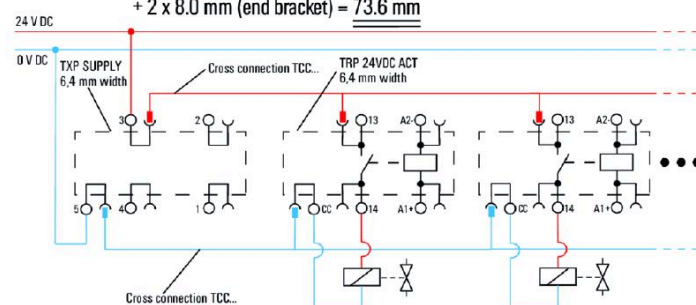 + 2 x 8.0 mm (end bracket) = 73.6 mm
24 V DC
0 V DC
TXP SUPPLY
6,4 mm width
Cross connection TCC...
TRP 24VDC ACT
6,4 mm width
3
2
13
A2-
13
A2-
5
4
1
CC
14
A1+
CC
14
A1+
Cross connection TCC...